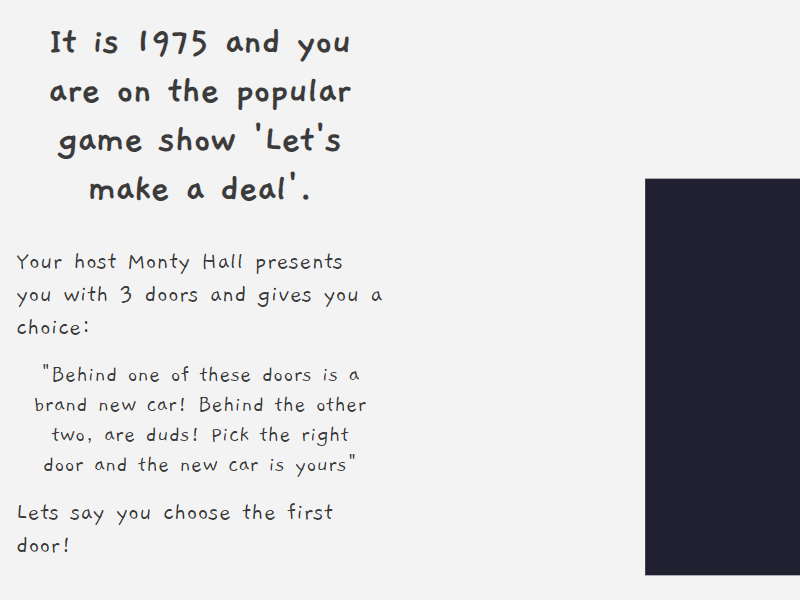 It is 1975 and you
are on the popular
game show 'Let's
make a deal'.
Your host Monty Hall presents
you with 3 doors and gives you a
choice:
"Behind one of these doors is a
brand new car! Behind the other
two, are duds! Pick the right
door and the new car is yours"
Lets say you choose the first
door!